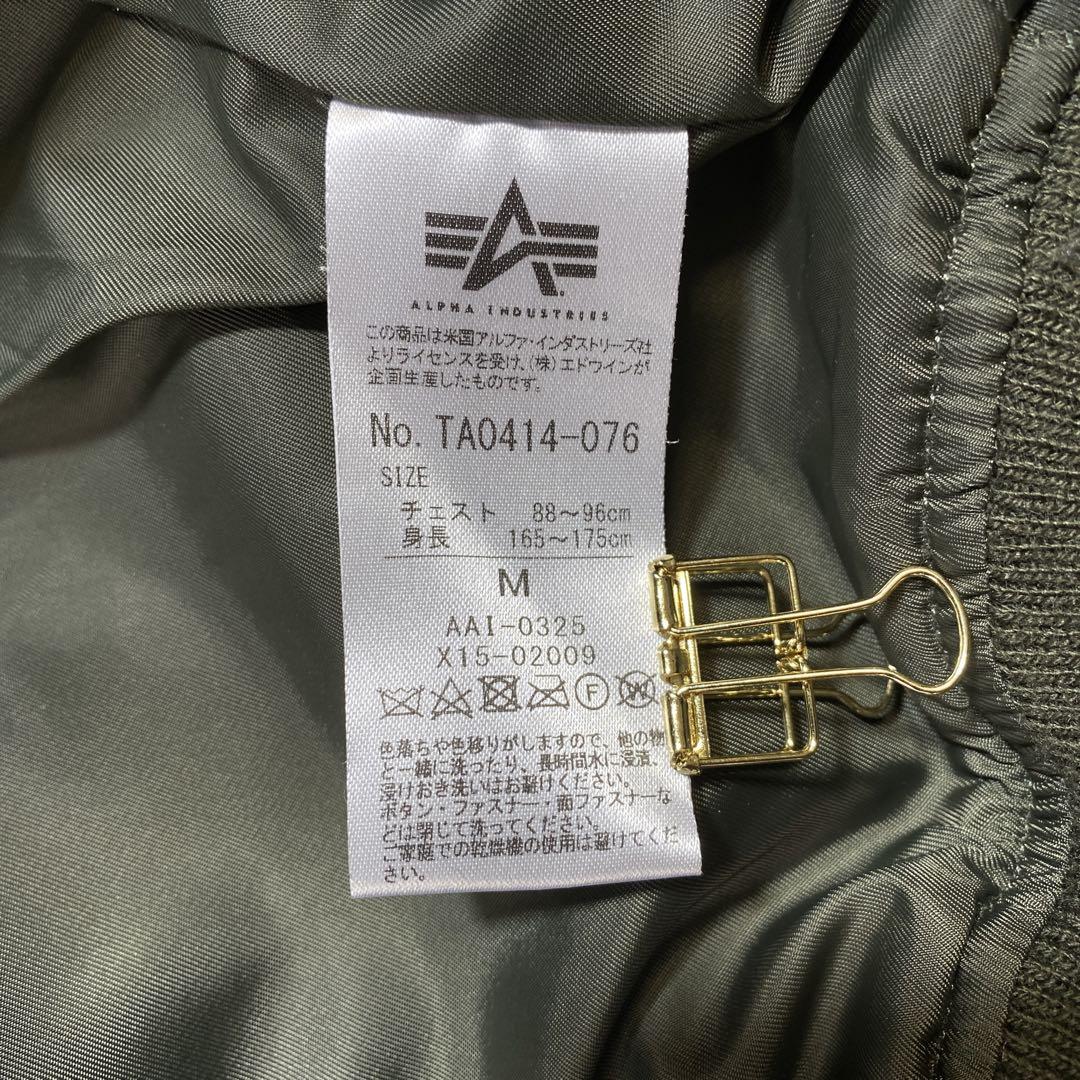 ALPHA INDUSTRIES
この商品は米国アルファ・インダストリーズ社
よりライセンスを受け、(株)エドウインが
企画生産したものです。
No. TA0414-076
SIZE
チェスト 88～96cm
身長 165～175cm
M
AAI-0325
X15-02009
F W
色落ちや色移りがしますので、他の物
と一緒に洗ったり、長時間水に浸漬、
浸けおき洗いはお避けください。
ボタン・ファスナー・面ファスナーな
どは閉じて洗ってください。
ご家庭での乾燥機の使用は避けてくだ
さい。